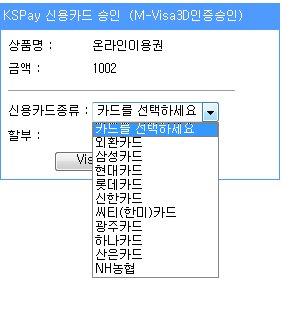 KSPay 신용카드 승인 (M-Visa3D인증승인)
상품명 : 온라인이용권
금액 : 1002
신용카드종류 : 카드를 선택하세요
할부 :
카드를 선택하세요
외환카드
삼성카드
현대카드
롯데카드
신한카드
씨티(한미)카드
광주카드
하나카드
산은카드
NH농협